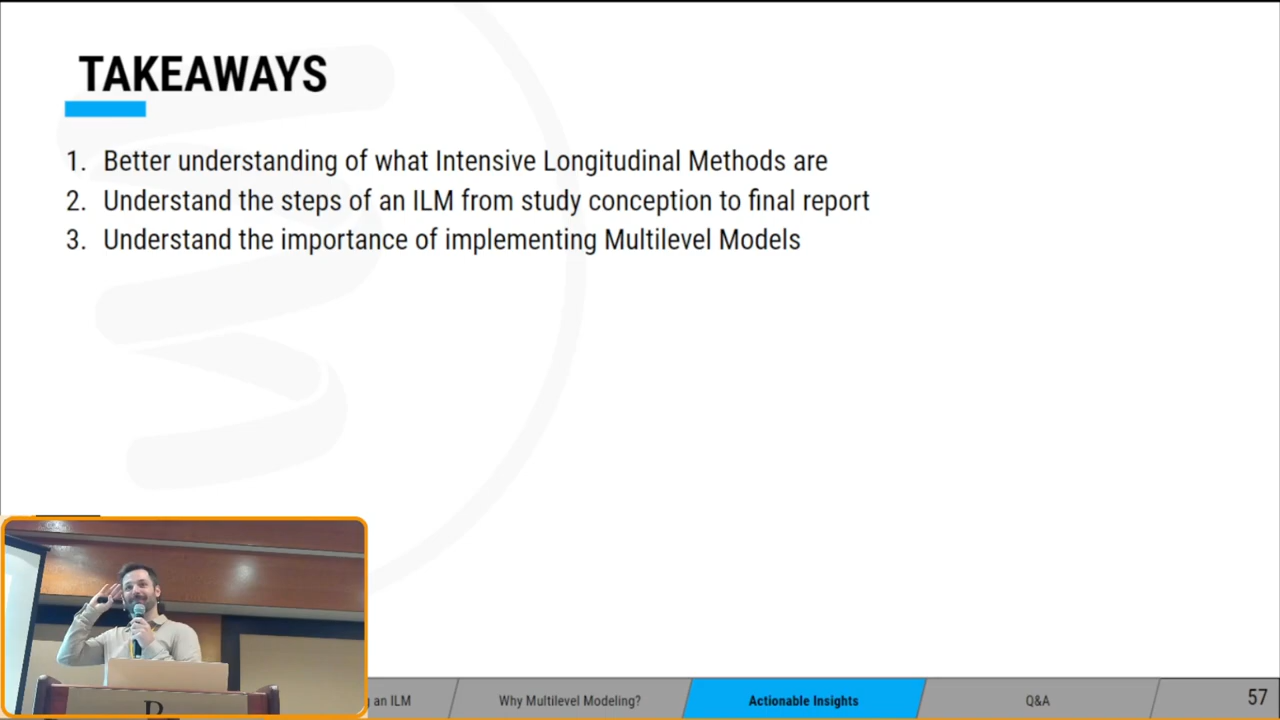 TAKEAWAYS
1. Better understanding of what Intensive Longitudinal Methods are
2. Understand the steps of an ILM from study conception to final report
3. Understand the importance of implementing Multilevel Models
an ILM
Why Multilevel Modeling?
Actionable Insights
Q&A
57